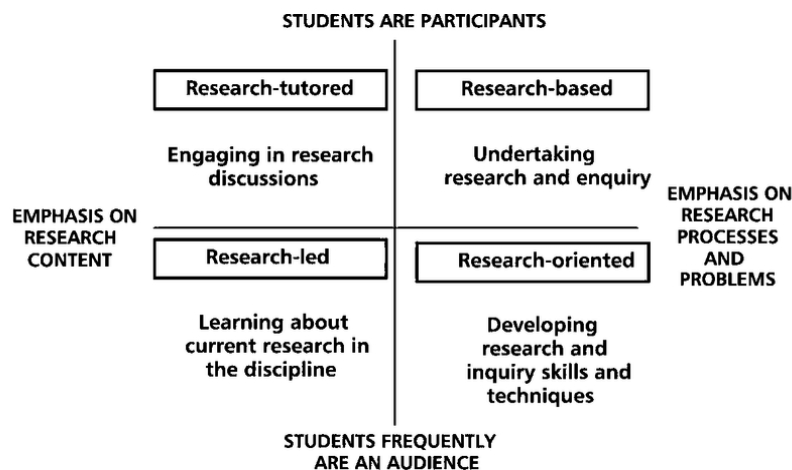 STUDENTS ARE PARTICIPANTS
Research-tutored
Research-based
Engaging in research
discussions
Undertaking
research and enquiry
EMPHASIS ON
RESEARCH
CONTENT
EMPHASIS ON
RESEARCH
PROCESSES
AND
PROBLEMS
Research-led
Research-oriented
Learning about
current research in
the discipline
Developing
research and
inquiry skills and
techniques
STUDENTS FREQUENTLY
ARE AN AUDIENCE